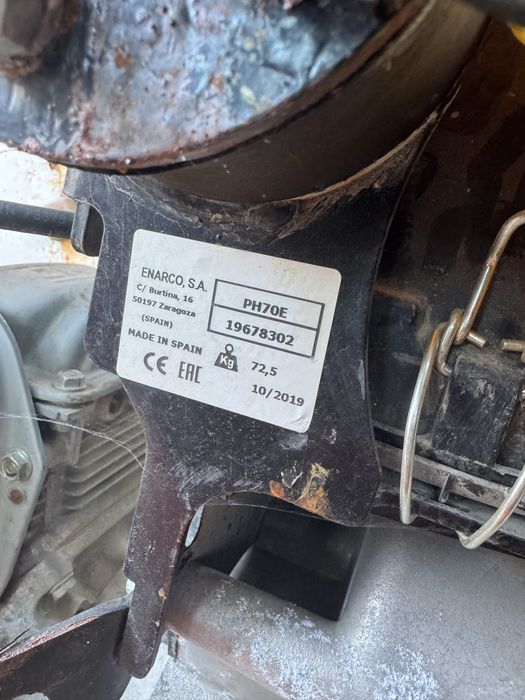 ENARCO, S.A.
C/ Burtina, 16
50197 Zaragoza
(SPAIN)
PH70E
19678302
MADE IN SPAIN
Kg
72,5
CE EAC
10/2019